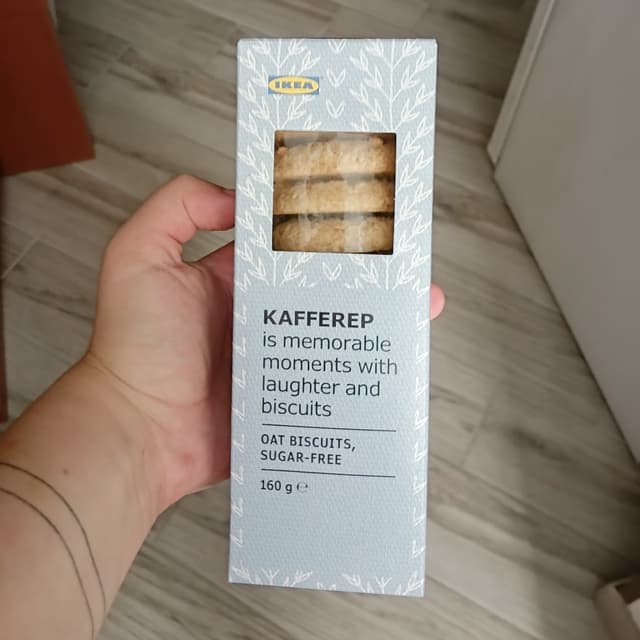 IKEA
KAFFEREP
is memorable
moments with
laughter and
biscuits
OAT BISCUITS,
SUGAR-FREE
160 g ℮